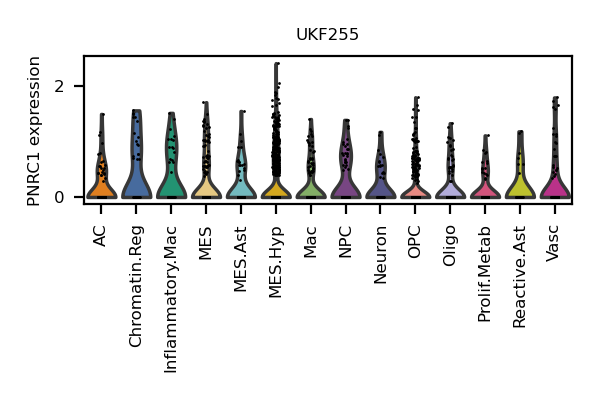 UKF255
PNRC1 expression
2
0
AC
Chromatin.Reg
Inflammatory.Mac
MES
MES.Ast
MES.Hyp
Mac
NPC
Neuron
OPC
Oligo
Prolif.Metab
Reactive.Ast
Vasc